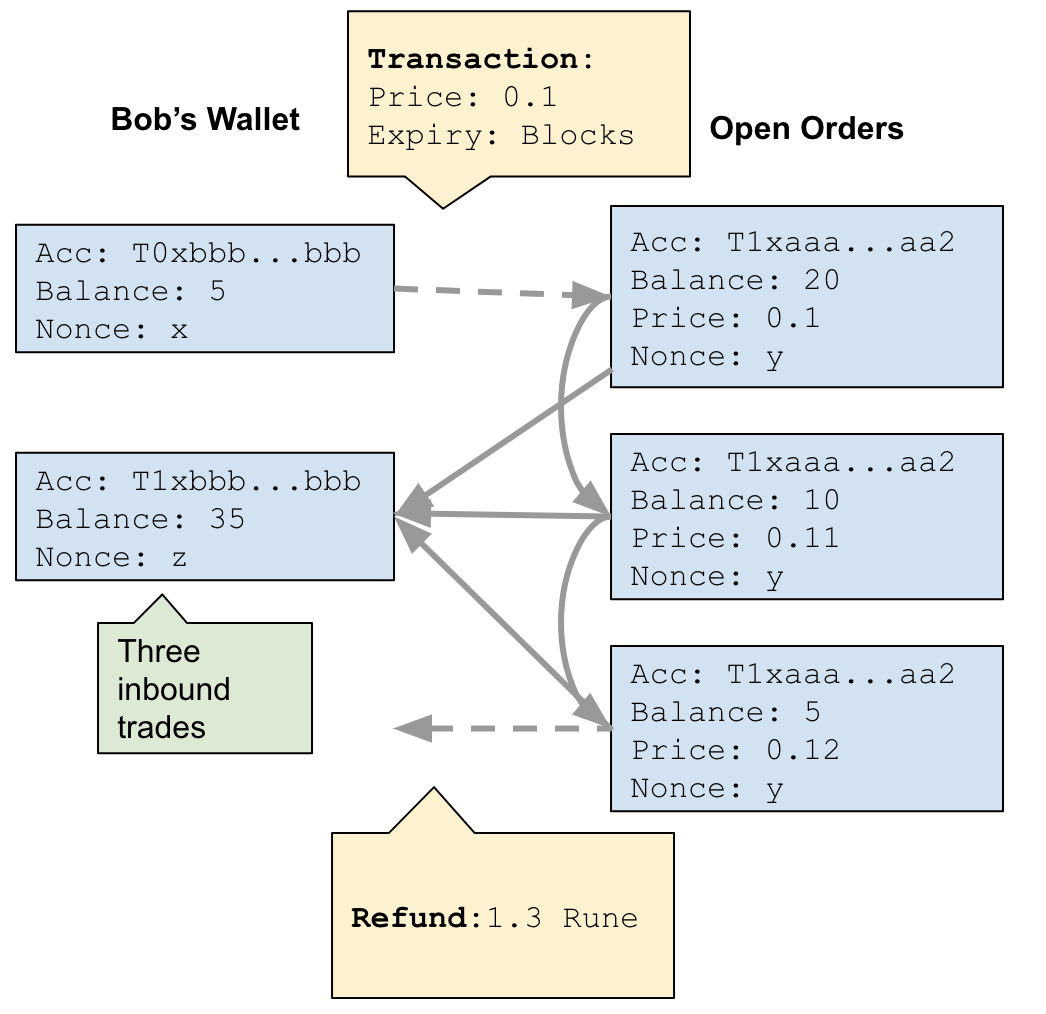 Transaction:
Price: 0.1
Expiry: Blocks
Bob’s Wallet
Open Orders
Acc: T0xbbb...bbb
Balance: 5
Nonce: x
Acc: T1xaaa...aa2
Balance: 20
Price: 0.1
Nonce: y
Acc: T1xbbb...bbb
Balance: 35
Nonce: z
Acc: T1xaaa...aa2
Balance: 10
Price: 0.11
Nonce: y
Three
inbound
trades
Acc: T1xaaa...aa2
Balance: 5
Price: 0.12
Nonce: y
Refund:1.3 Rune